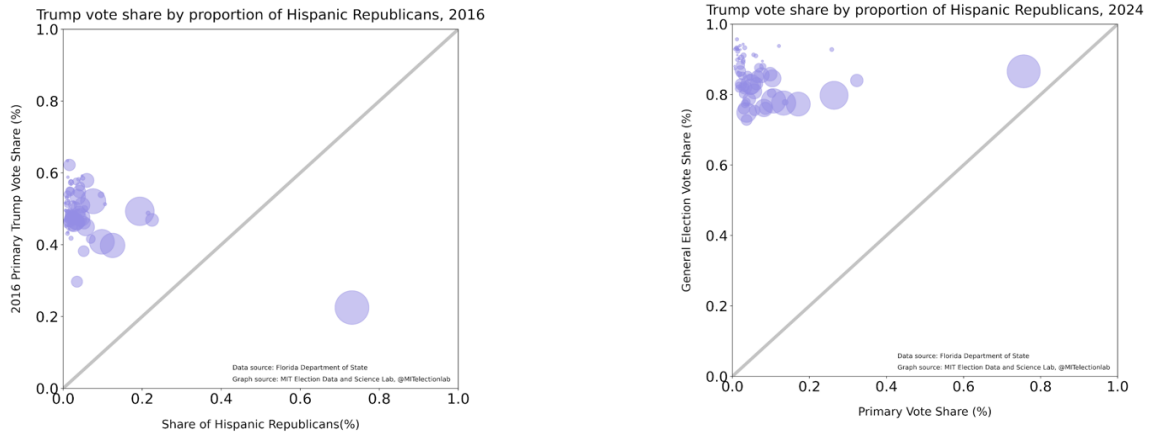 Trump vote share by proportion of Hispanic Republicans, 2016
1.0
0.8
0.6
0.4
0.2
0.0
0.0
0.2
0.4
0.6
0.8
1.0
2016 Primary Trump Vote Share (%)
Share of Hispanic Republicans(%)
Data source: Florida Department of State
Graph source: MIT Election Data and Science Lab, @MITelectionlab
Trump vote share by proportion of Hispanic Republicans, 2024
1.0
0.8
0.6
0.4
0.2
0.0
0.0
0.2
0.4
0.6
0.8
1.0
General Election Vote Share (%)
Primary Vote Share (%)
Data source: Florida Department of State
Graph source: MIT Election Data and Science Lab, @MITelectionlab